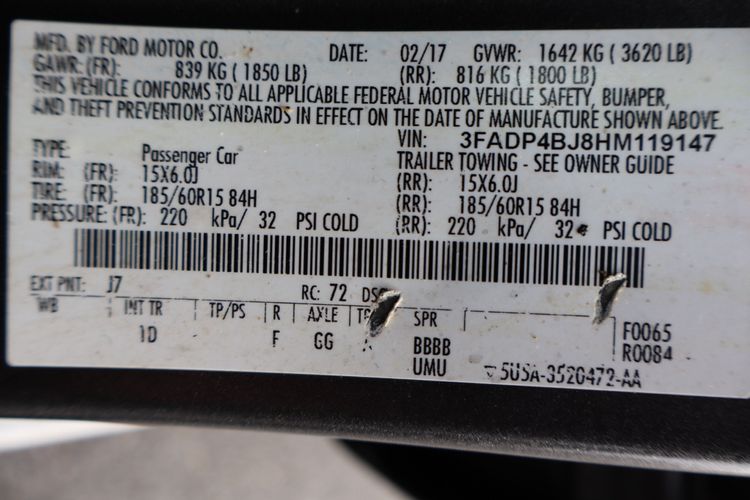 MFD. BY FORD MOTOR CO. DATE: 02/17 GVWR: 1642 KG ( 3620 LB)
GAWR: (FR): 839 KG ( 1850 LB) (RR): 816 KG ( 1800 LB)
THIS VEHICLE CONFORMS TO ALL APPLICABLE FEDERAL MOTOR VEHICLE SAFETY, BUMPER,
AND THEFT PREVENTION STANDARDS IN EFFECT ON THE DATE OF MANUFACTURE SHOWN ABOVE.
VIN: 3FADP4BJ8HM119147
TYPE: Passenger Car TRAILER TOWING - SEE OWNER GUIDE
RIM: (FR): 15X6.0J (RR): 15X6.0J
TIRE: (FR): 185/60R15 84H (RR): 185/60R15 84H
PRESSURE: (FR): 220 kPa/ 32 PSI COLD (RR): 220 kPa/ 32 PSI COLD
EXT PNT: J7 RC: 72
WB INT TR TP/PS R AXLE SPR
1D F GG BBBB F0065
UMU R0084
5USA-3520472-AA